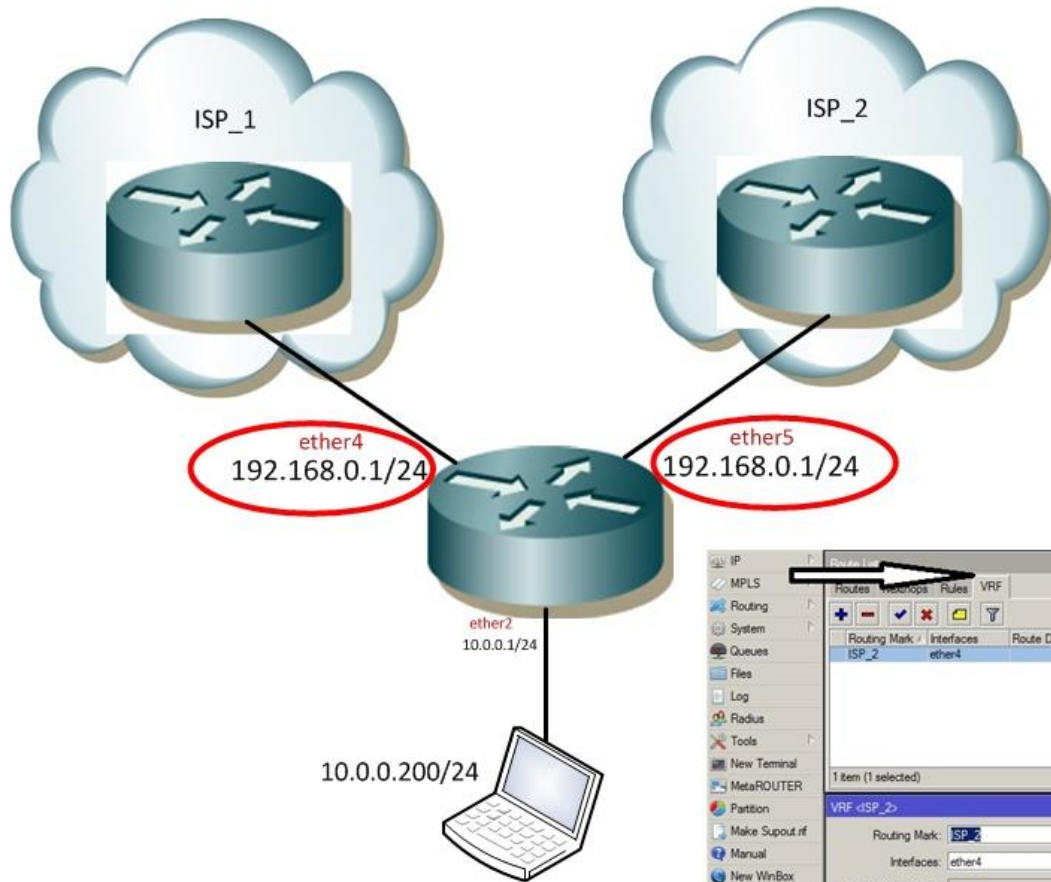 ISP_1
ISP_2
ether4
192.168.0.1/24
ether5
192.168.0.1/24
ether2
10.0.0.1/24
10.0.0.200/24
IP
MPLS
Routing
System
Queues
Files
Log
Radius
Tools
New Terminal
MetaROUTER
Partition
Make Supout.rif
Manual
New WinBox
Routes Nexthops Rules VRF
Routing Mark Interfaces Route D
ISP_2 ether4
1 item (1 selected)
VRF <ISP_2>
Routing Mark: ISP_2
Interfaces: ether4